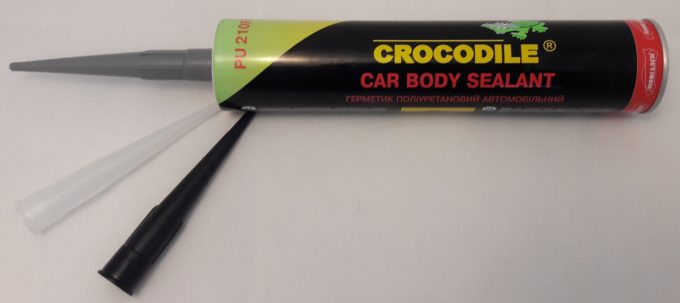 PU 210
CROCODILE ®
CAR BODY SEALANT
ГЕРМЕТИК ПОЛІУРЕТАНОВИЙ АВТОМОБІЛЬНИЙ